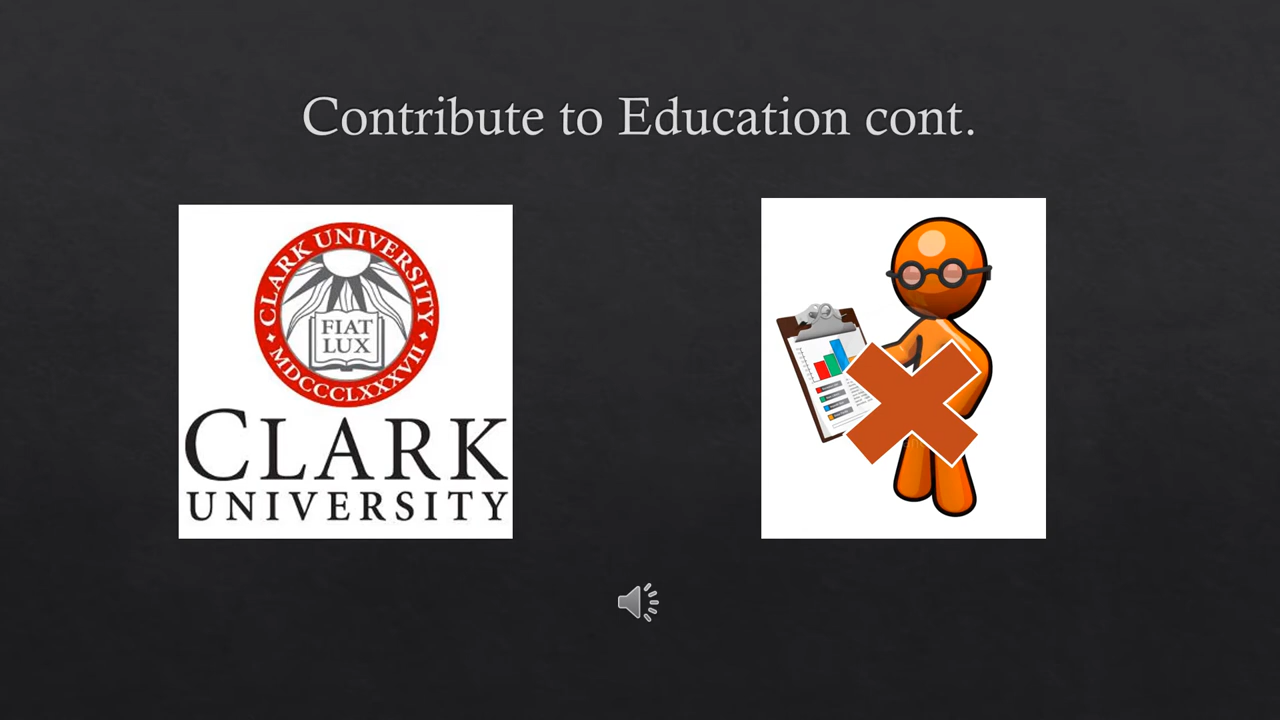 Contribute to Education cont.
CLARK UNIVERSITY
FIAT
LUX
MDCCCLXXXVII
CLARK
UNIVERSITY